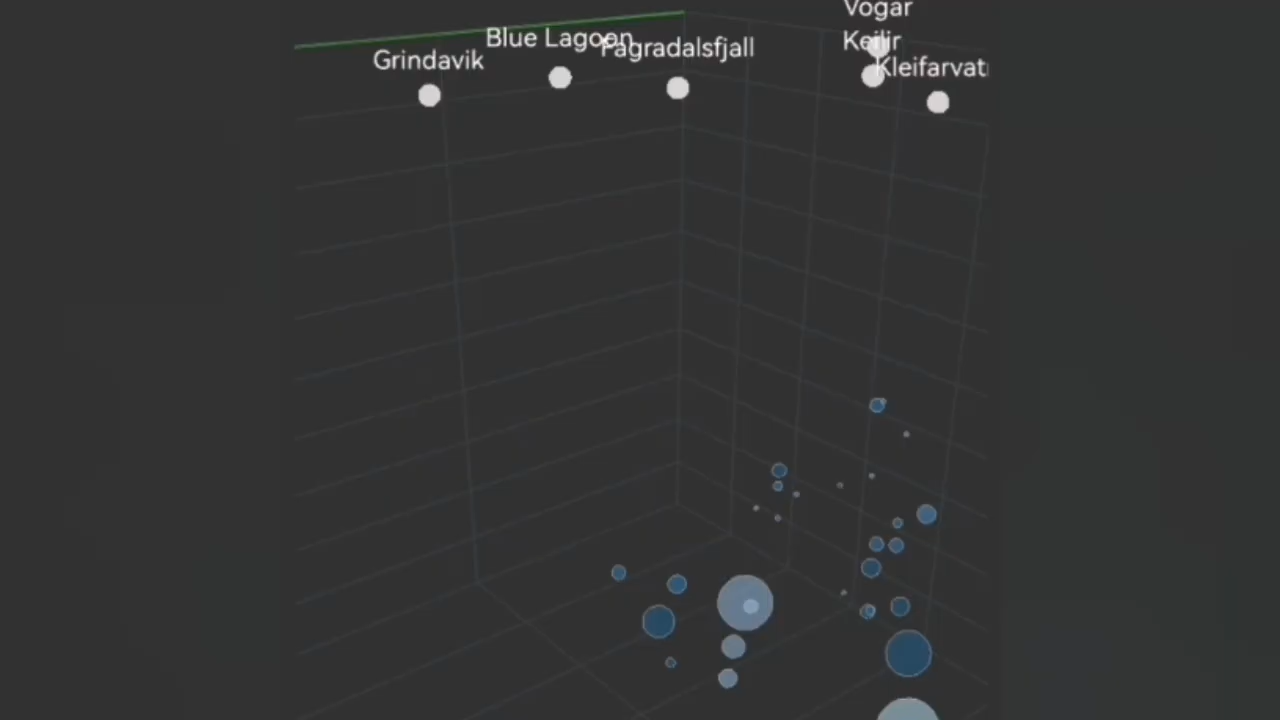 Vogar
Keilir
Blue Lagoon
Fagradalsfjall
Grindavik
Kleifarvat